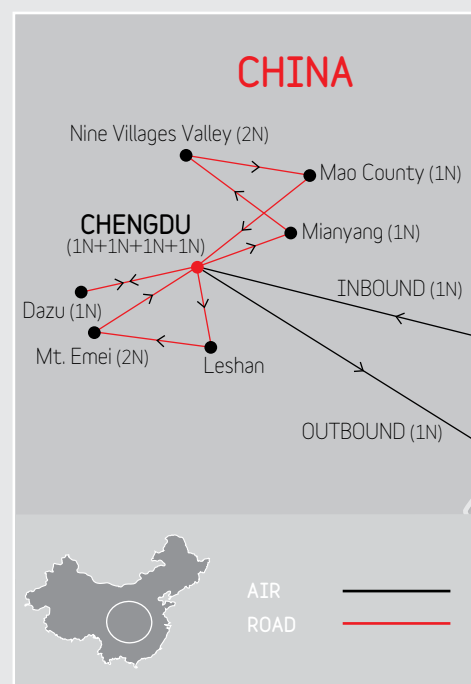 CHINA
Nine Villages Valley (2N)
Mao County (1N)
CHENGDU
(1N+1N+1N+1N)
Mianyang (1N)
INBOUND (1N)
Dazu (1N)
Mt. Emei (2N)
Leshan
OUTBOUND (1N)
AIR
ROAD